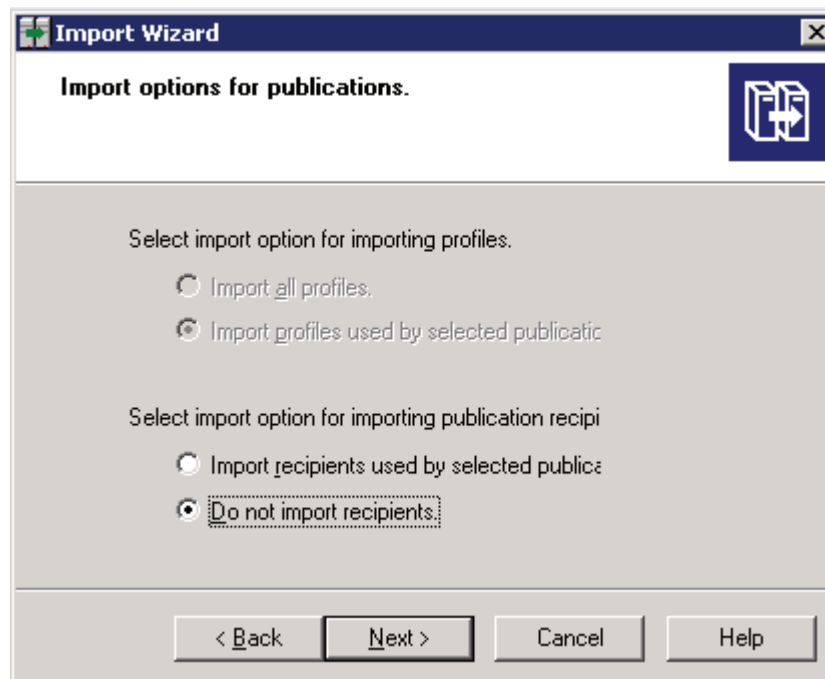 Import Wizard
Import options for publications.
Select import option for importing profiles.
Import all profiles.
Import profiles used by selected publicatic
Select import option for importing publication recipi
Import recipients used by selected publica
Do not import recipients.
< Back Next > Cancel Help